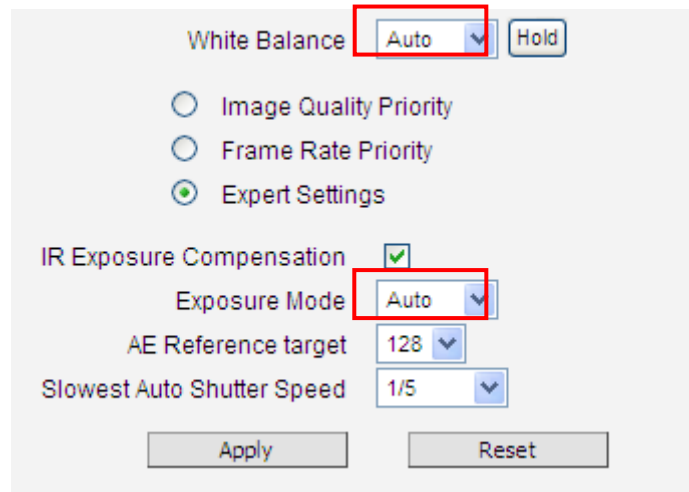 White Balance Auto Hold
Image Quality Priority
Frame Rate Priority
Expert Settings
IR Exposure Compensation
Exposure Mode Auto
AE Reference target 128
Slowest Auto Shutter Speed 1/5
Apply Reset